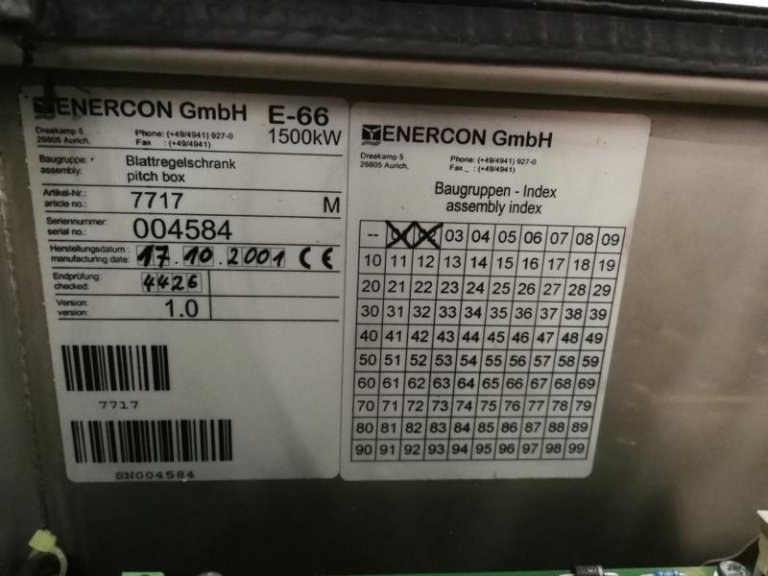 ENERCON GmbH E-66
Dreekamp 5 Phone: (+49/4941) 927-0 1500kW
26605 Aurich, Fax : (+49/4941)
Baugruppe: Blattregelschrank
assembly: pitch box
Artikel-Nr.:
article no.: 7717 M
Seriennummer:
serial no.: 004584
Herstellungsdatum:
manufacturing date: 17.10.2001 CE
Endprüfung:
checked: 4426
Version:
version: 1.0
7717
SN004584
ENERCON GmbH
Dreekamp 5 Phone: (+49/4941) 927-0
26605 Aurich, Fax : (+49/4941)
Baugruppen - Index
assembly index
-- 03 04 05 06 07 08 09
10 11 12 13 14 15 16 17 18 19
20 21 22 23 24 25 26 27 28 29
30 31 32 33 34 35 36 37 38 39
40 41 42 43 44 45 46 47 48 49
50 51 52 53 54 55 56 57 58 59
60 61 62 63 64 65 66 67 68 69
70 71 72 73 74 75 76 77 78 79
80 81 82 83 84 85 86 87 88 89
90 91 92 93 94 95 96 97 98 99